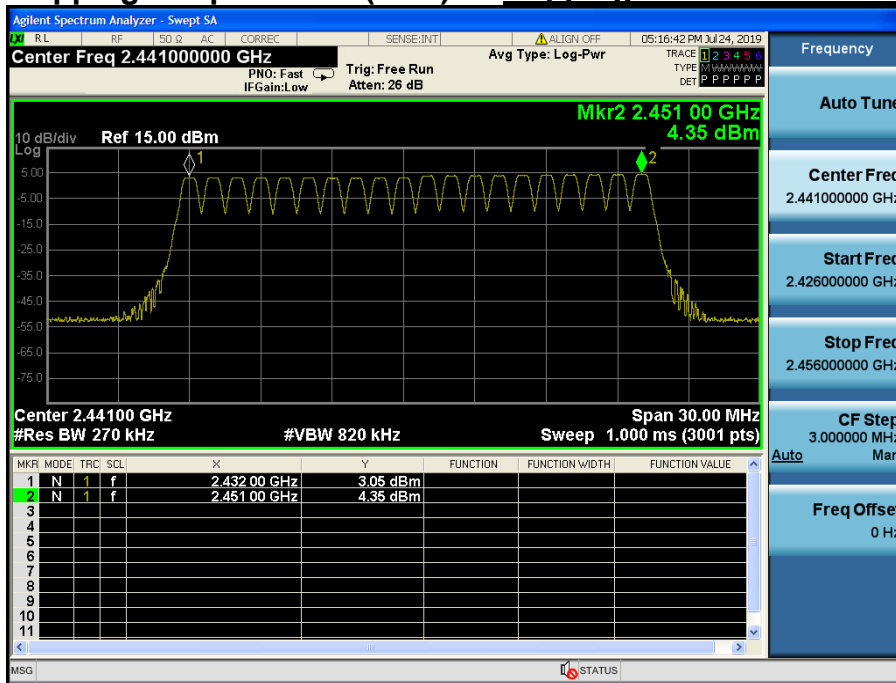 Agilent Spectrum Analyzer - Swept SA
LXI RL RF 50 Ω AC CORREC SENSE:INT ALIGN OFF 05:16:42 PM Jul 24, 2019
Center Freq 2.441000000 GHz
PNO: Fast
IFGain:Low
Trig: Free Run
Atten: 26 dB
Avg Type: Log-Pwr
TRACE 1 2 3 4 5 6
TYPE M W W W W W
DET P P P P P P
Frequency
Mkr2 2.451 00 GHz
4.35 dBm
10 dB/div Ref 15.00 dBm
Log
1
2
5.00
-5.00
-15.0
-25.0
-35.0
-45.0
-55.0
-65.0
-75.0
Center 2.44100 GHz Span 30.00 MHz
#Res BW 270 kHz #VBW 820 kHz Sweep 1.000 ms (3001 pts)
MKR MODE TRC SCL X Y FUNCTION FUNCTION WIDTH FUNCTION VALUE
1 N 1 f 2.432 00 GHz 3.05 dBm
2 N 1 f 2.451 00 GHz 4.35 dBm
3
4
5
6
7
8
9
10
11
MSG STATUS
Auto Tune
Center Freq
2.441000000 GHz
Start Freq
2.426000000 GHz
Stop Freq
2.456000000 GHz
CF Step
3.000000 MHz
Auto Man
Freq Offset
0 Hz